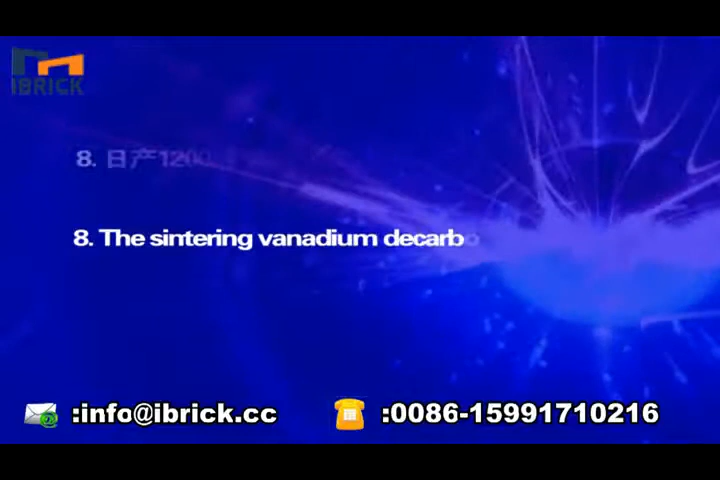 IBRICK
8. 日产1200
8. The sintering vanadium decarbo
:info@ibrick.cc
:0086-15991710216